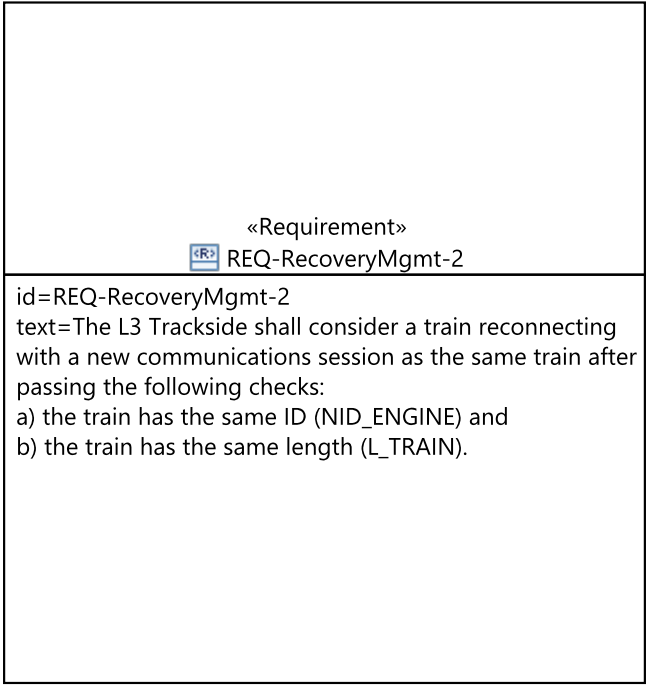 «Requirement»
<R> REQ-RecoveryMgmt-2
id=REQ-RecoveryMgmt-2
text=The L3 Trackside shall consider a train reconnecting
with a new communications session as the same train after
passing the following checks:
a) the train has the same ID (NID_ENGINE) and
b) the train has the same length (L_TRAIN).